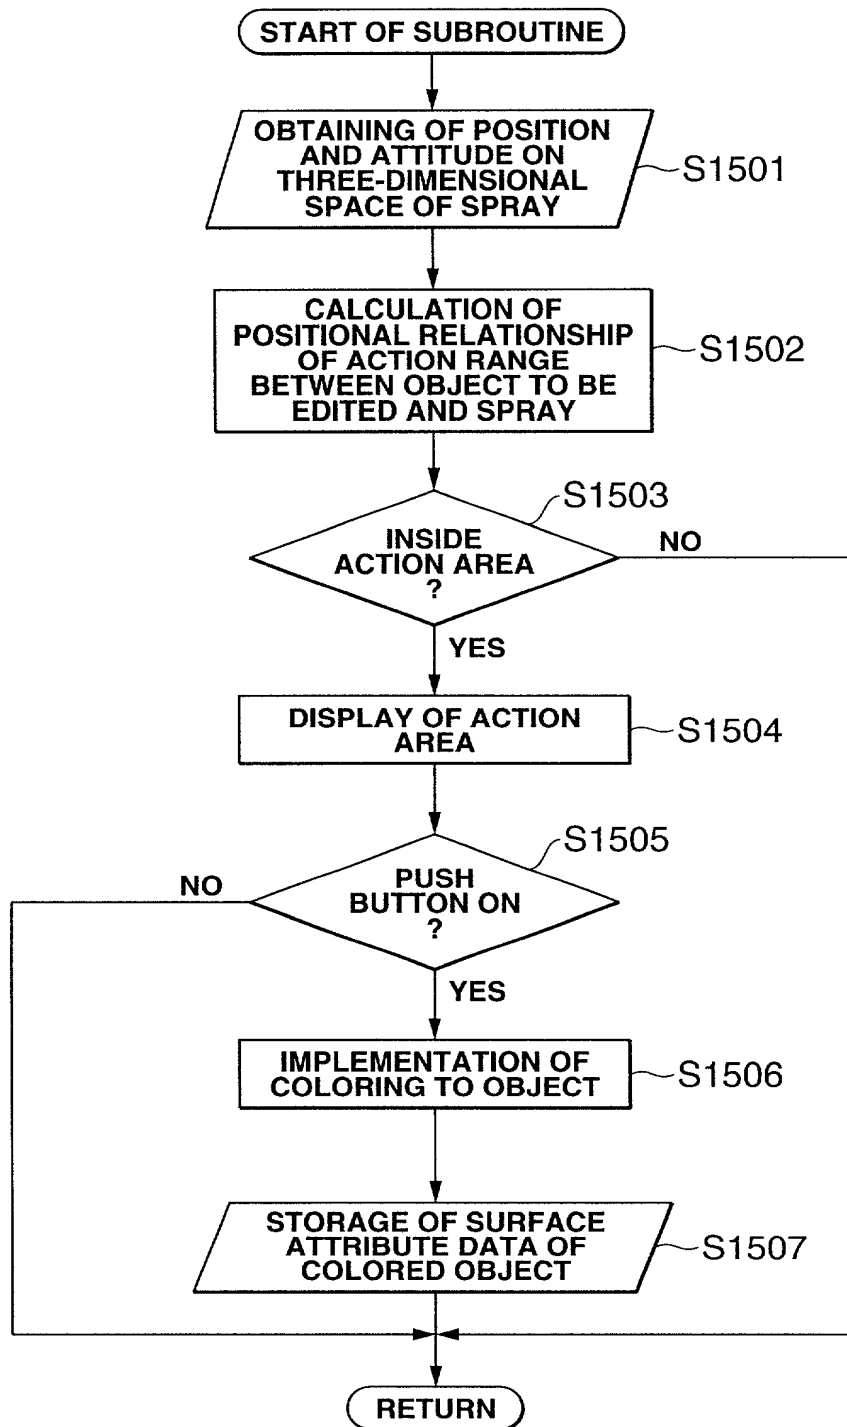 START OF SUBROUTINE
OBTAINING OF POSITION
AND ATTITUDE ON
THREE-DIMENSIONAL
SPACE OF SPRAY
S1501
CALCULATION OF
POSITIONAL RELATIONSHIP
OF ACTION RANGE
BETWEEN OBJECT TO BE
EDITED AND SPRAY
S1502
S1503
INSIDE
ACTION AREA
?
NO
YES
DISPLAY OF ACTION
AREA
S1504
S1505
NO
PUSH
BUTTON ON
?
YES
IMPLEMENTATION OF
COLORING TO OBJECT
S1506
STORAGE OF SURFACE
ATTRIBUTE DATA OF
COLORED OBJECT
S1507
RETURN